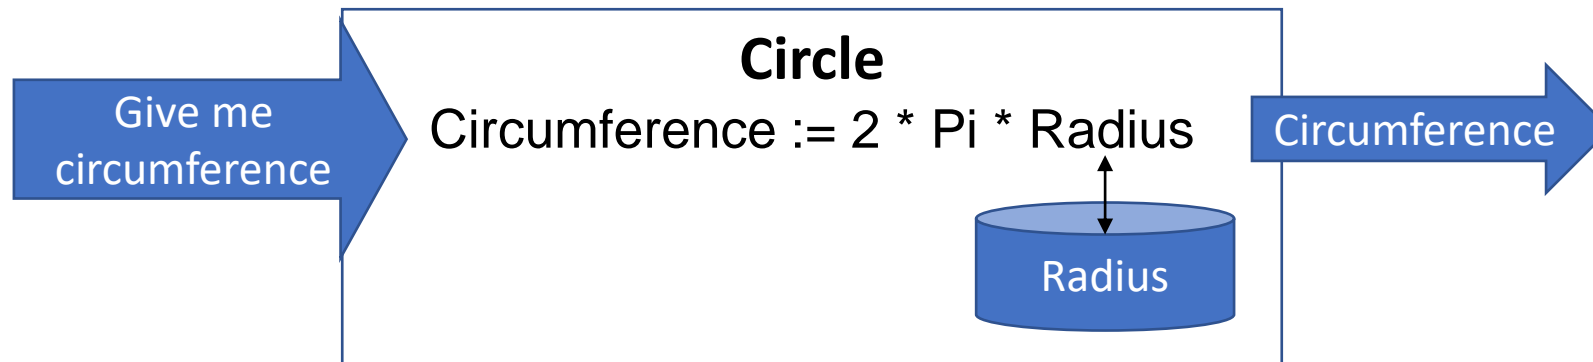 Circle
Give me
circumference
Circumference := 2 * Pi * Radius
Circumference
Radius